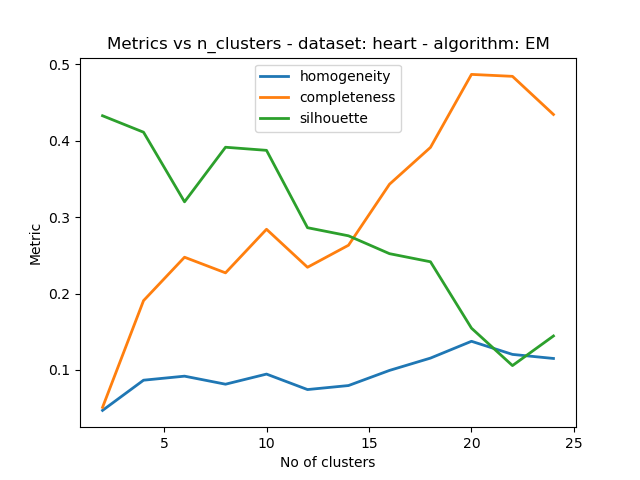 Metrics vs n_clusters - dataset: heart - algorithm: EM
homogeneity
completeness
silhouette
Metric
0.5
0.4
0.3
0.2
0.1
5 10 15 20 25
No of clusters